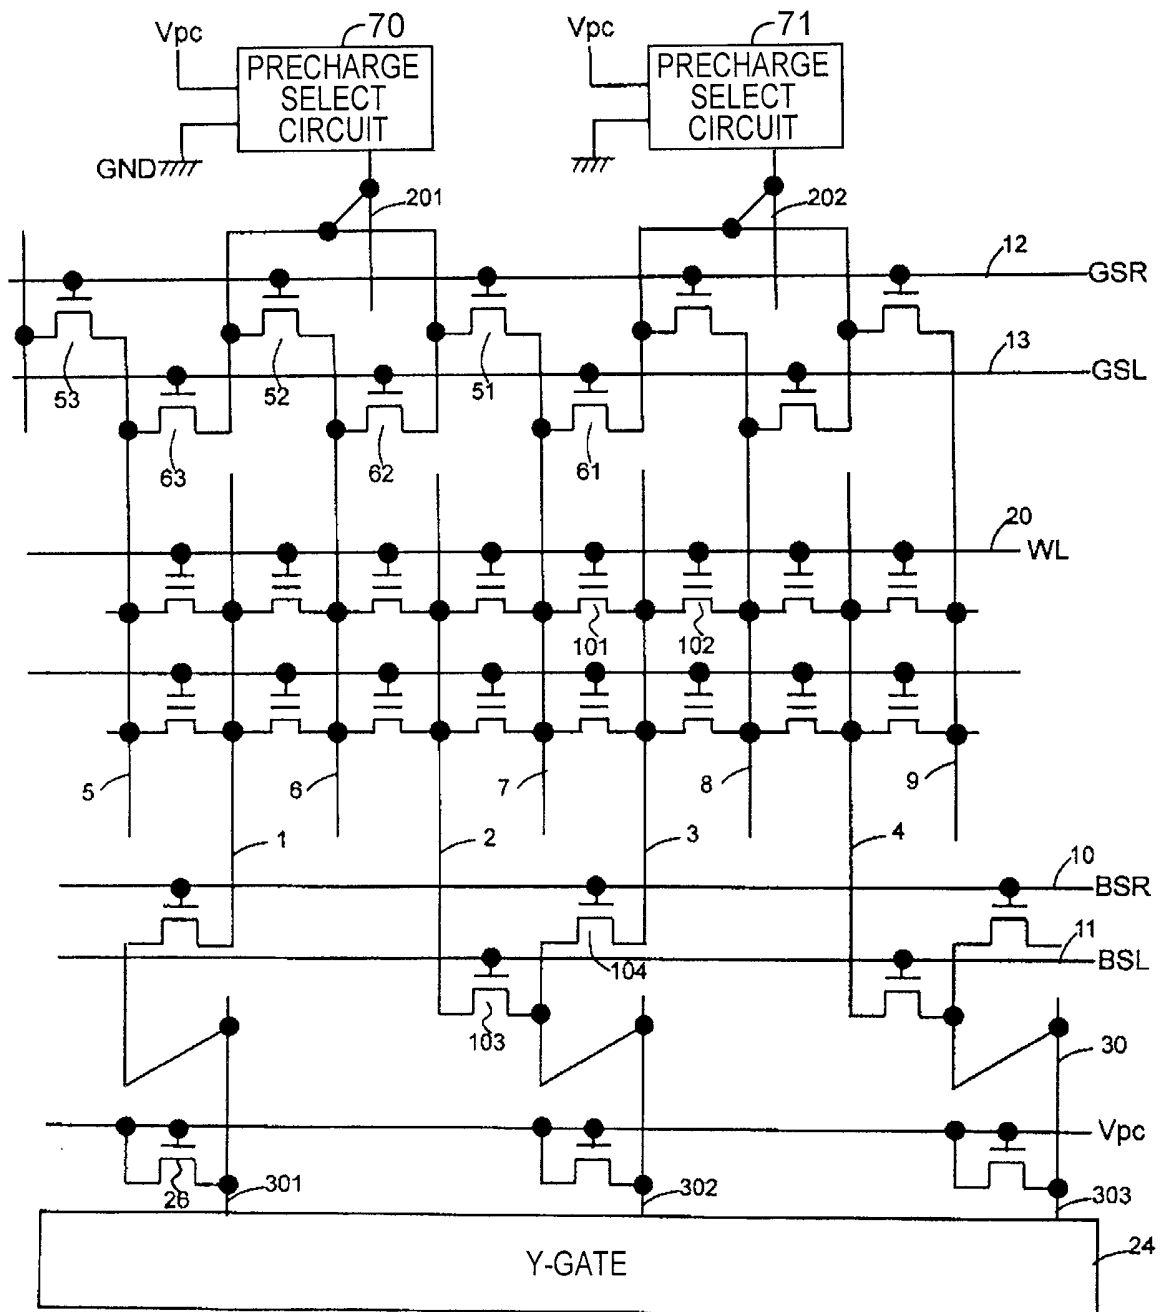 Vpc
70
PRECHARGE
SELECT
CIRCUIT
GND
201
Vpc
71
PRECHARGE
SELECT
CIRCUIT
202
12
GSR
53
52
51
13
GSL
63
62
61
20
WL
101
102
5
6
7
8
9
1
2
3
4
10
BSR
11
BSL
104
103
30
Vpc
26
301
302
303
Y-GATE
24